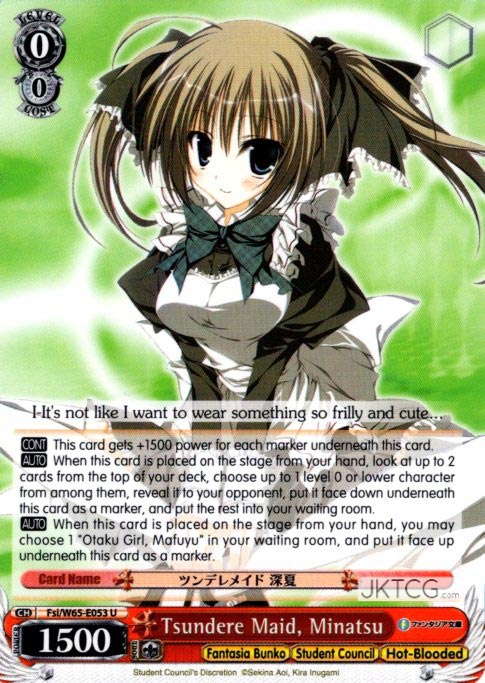 LEVEL
0
0
COST
I-It's not like I want to wear something so frilly and cute...
CONT This card gets +1500 power for each marker underneath this card.
AUTO When this card is placed on the stage from your hand, look at up to 2
cards from the top of your deck, choose up to 1 level 0 or lower character
from among them, reveal it to your opponent, put it face down underneath
this card as a marker, and put the rest into your waiting room.
AUTO When this card is placed on the stage from your hand, you may
choose 1 "Otaku Girl, Mafuyu" in your waiting room, and put it face up
underneath this card as a marker.
Card Name ツンデレメイド 深夏
JKTCG.com
CH Fsi/W65-E053 U
POWER 1500 Tsundere Maid, Minatsu ファンタジア文庫
Fantasia Bunko Student Council Hot-Blooded
Student Council's Discretion ©Sekina Aoi, Kira Inugami